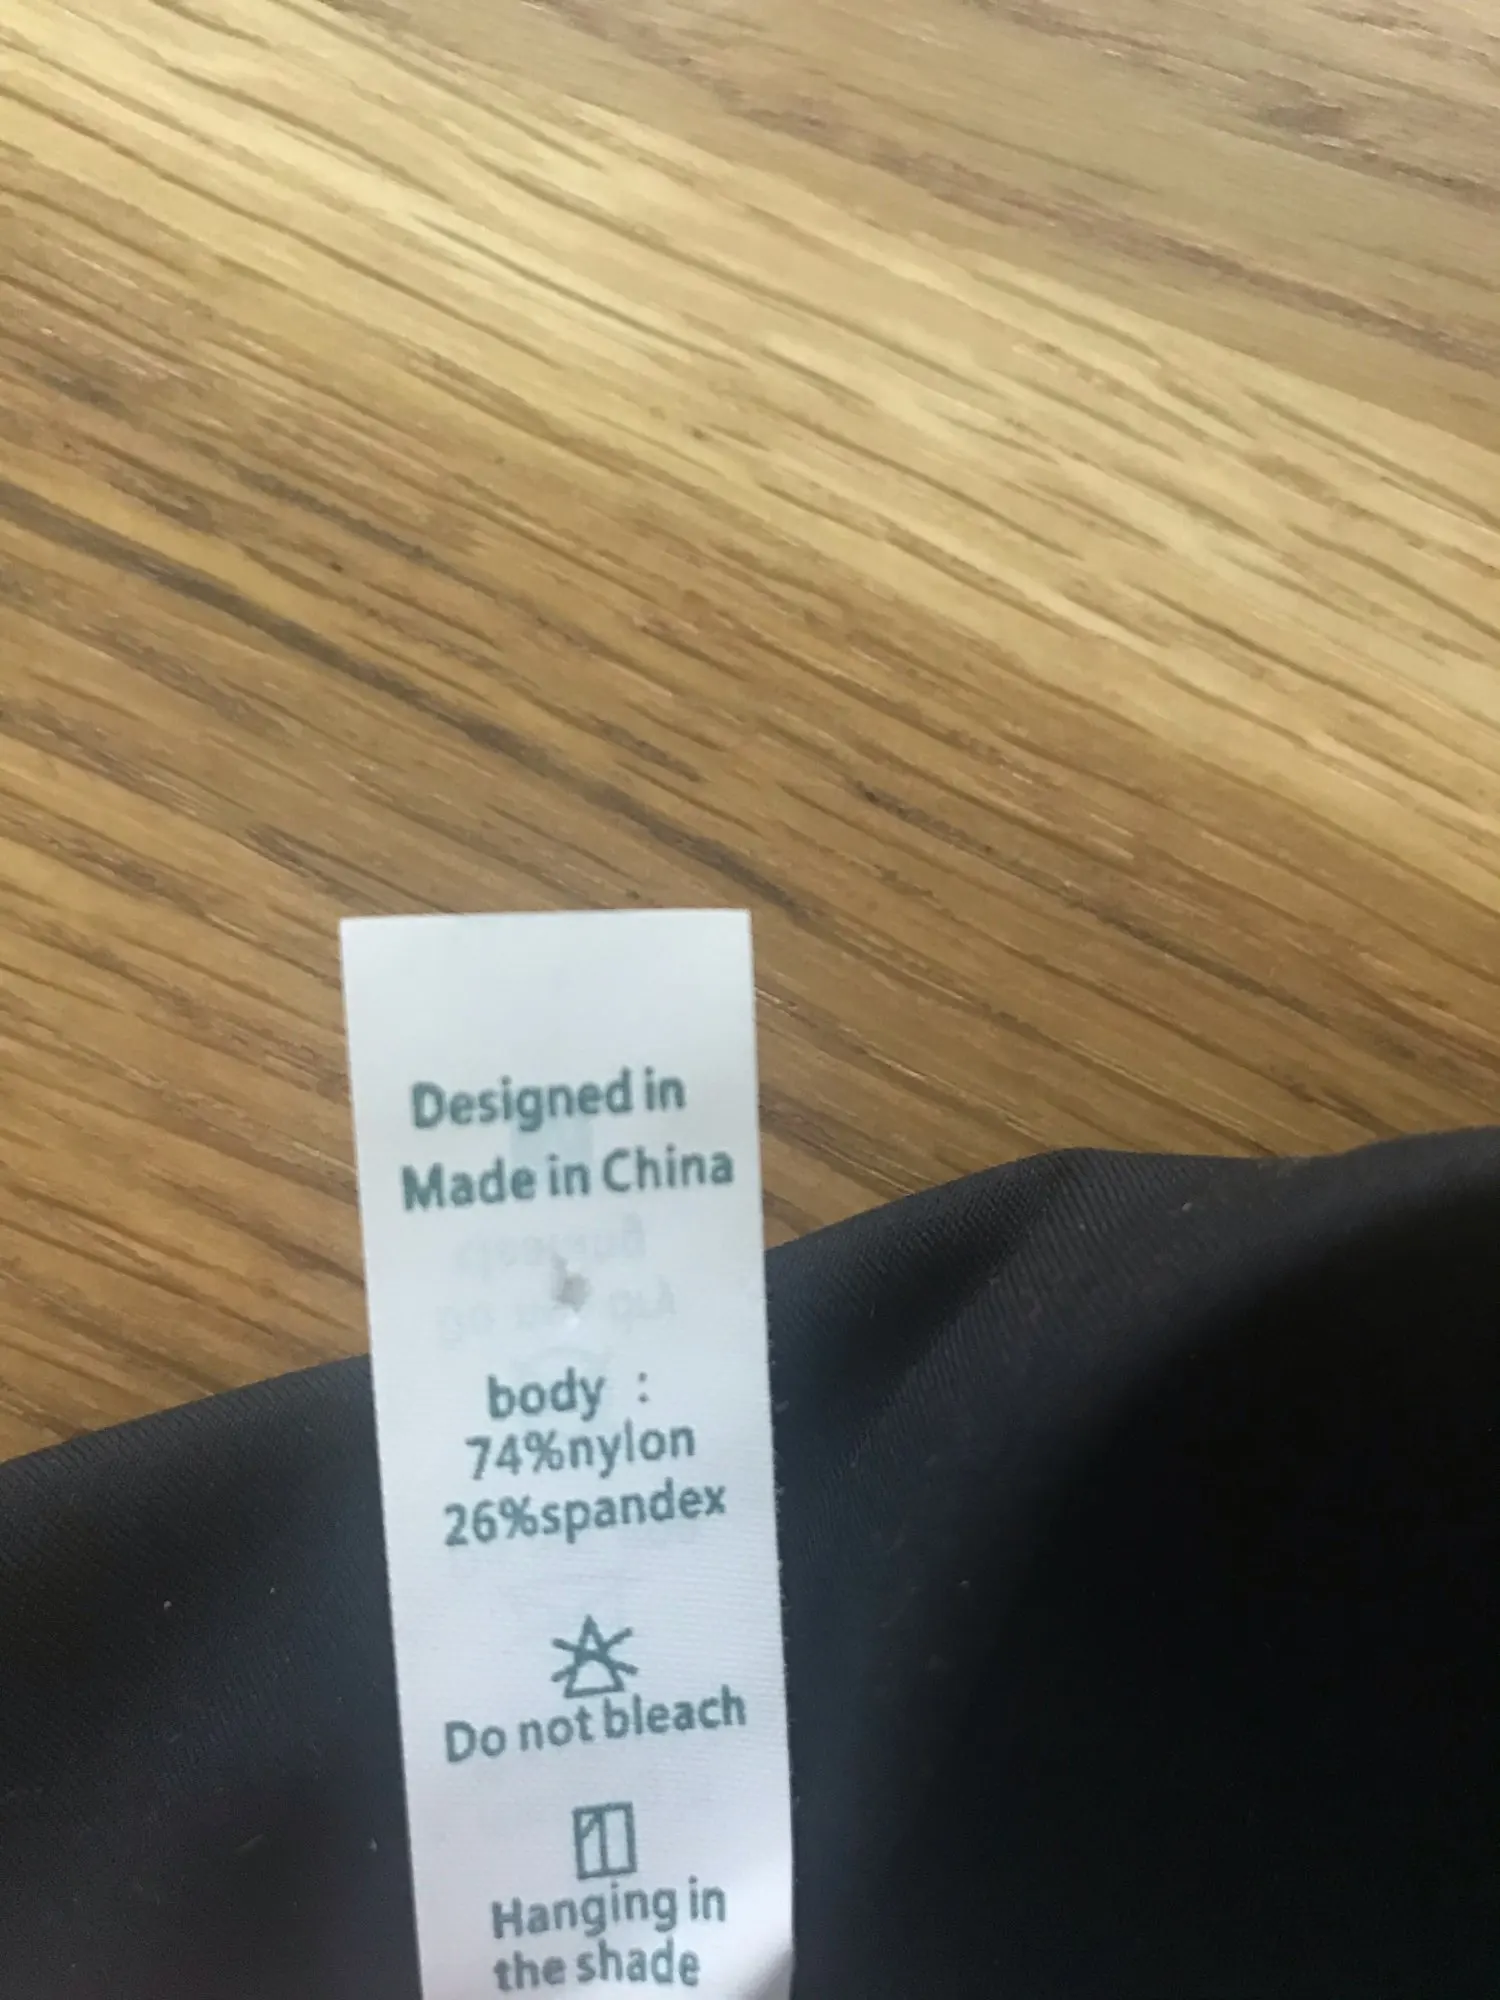 Designed in
Made in China
body :
74%nylon
26%spandex
Do not bleach
Hanging in
the shade